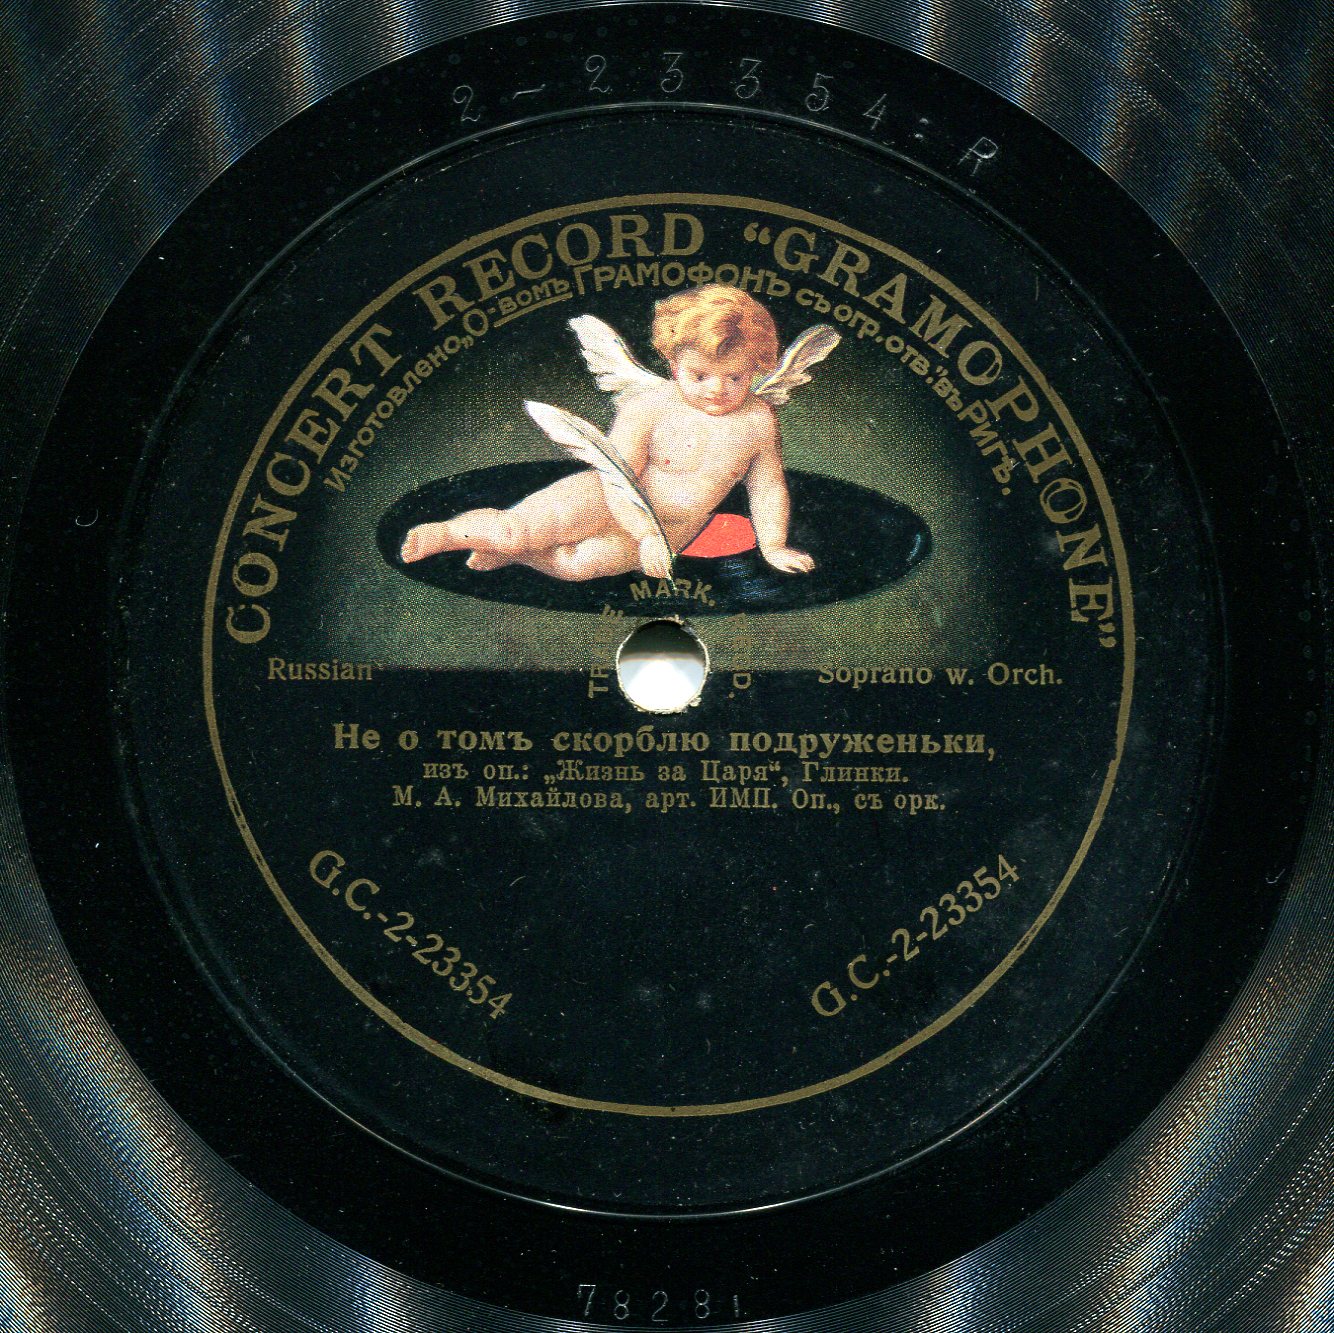 2-23354:R
CONCERT RECORD “GRAMOPHONE”
Изготовлено „О-вомъ Грамофонъ съ огр. отв.“ въ Ригѣ.
TRADE MARK.
Russian
Soprano w. Orch.
Не о томъ скорблю подруженьки,
изъ оп.: „Жизнь за Царя“, Глинки.
М. А. Михайлова, арт. ИМП. Оп., съ орк.
G.C.-2-23354
G.C.-2-23354